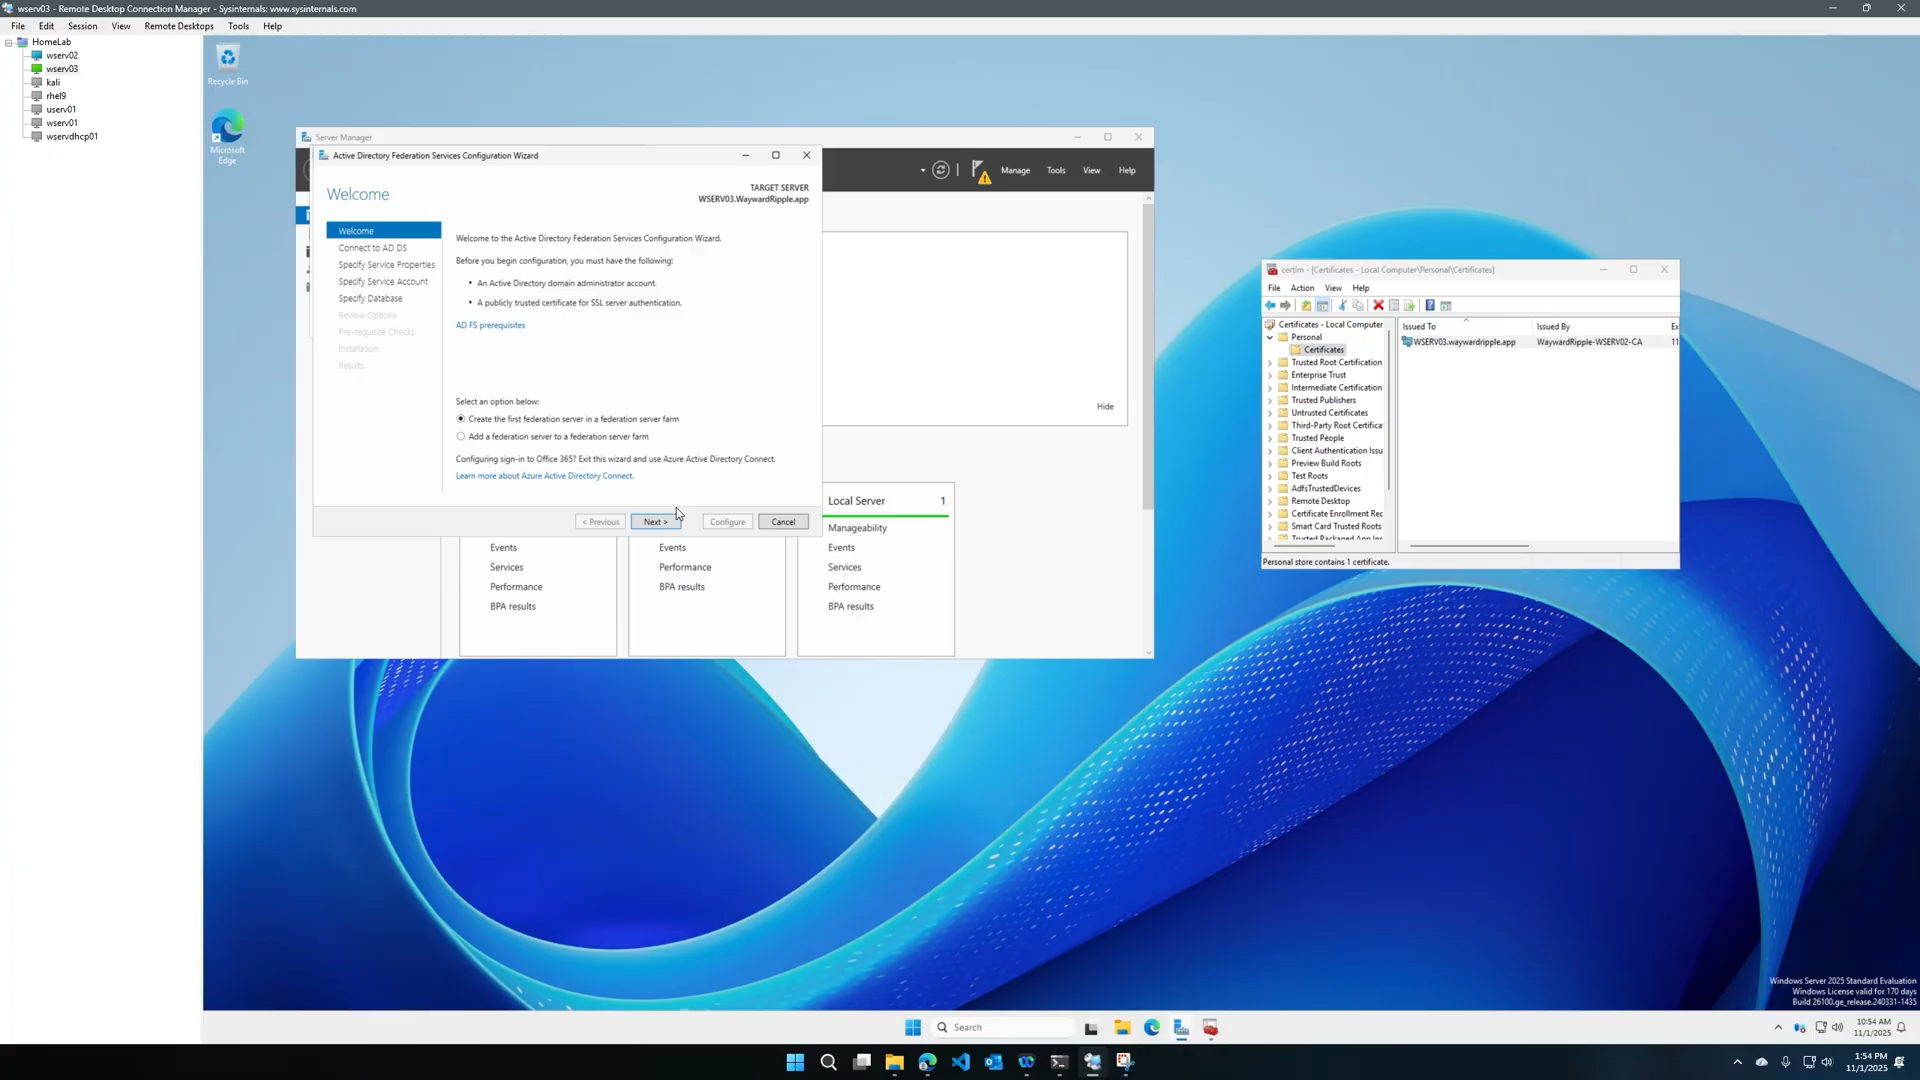 wserv03 - Remote Desktop Connection Manager - Sysinternals: www.sysinternals.com
File Edit Session View Remote Desktops Tools Help
HomeLab
wserv02
wserv03
kali
rhel9
userv01
wserv01
wservdhcp01
Recycle Bin
Microsoft
Edge
Server Manager
Manage Tools View Help
Active Directory Federation Services Configuration Wizard
Welcome
TARGET SERVER
WSERV03.WaywardRipple.app
Welcome
Connect to AD DS
Specify Service Properties
Specify Service Account
Specify Database
Review Options
Pre-requisite Checks
Installation
Results
Welcome to the Active Directory Federation Services Configuration Wizard.
Before you begin configuration, you must have the following:
• An Active Directory domain administrator account.
• A publicly trusted certificate for SSL server authentication.
AD FS prerequisites
Select an option below:
Create the first federation server in a federation server farm
Add a federation server to a federation server farm
Configuring sign-in to Office 365? Exit this wizard and use Azure Active Directory Connect.
Learn more about Azure Active Directory Connect.
< Previous Next > Configure Cancel
Hide
Events
Services
Performance
BPA results
Events
Performance
BPA results
Local Server 1
Manageability
Events
Services
Performance
BPA results
certlm - [Certificates - Local Computer\Personal\Certificates]
File Action View Help
Certificates - Local Computer
Personal
Certificates
Trusted Root Certification
Enterprise Trust
Intermediate Certification
Trusted Publishers
Untrusted Certificates
Third-Party Root Certifica
Trusted People
Client Authentication Issu
Preview Build Roots
Test Roots
AdfsTrustedDevices
Remote Desktop
Certificate Enrollment Rec
Smart Card Trusted Roots
Trusted Packaged App Ins
Issued To Issued By Ex
WSERV03.waywardripple.app WaywardRipple-WSERV02-CA 11
Personal store contains 1 certificate.
Windows Server 2025 Standard Evaluation
Windows License valid for 170 days
Build 26100.ge_release.240331-1435
Search
10:54 AM
11/1/2025
1:54 PM
11/1/2025